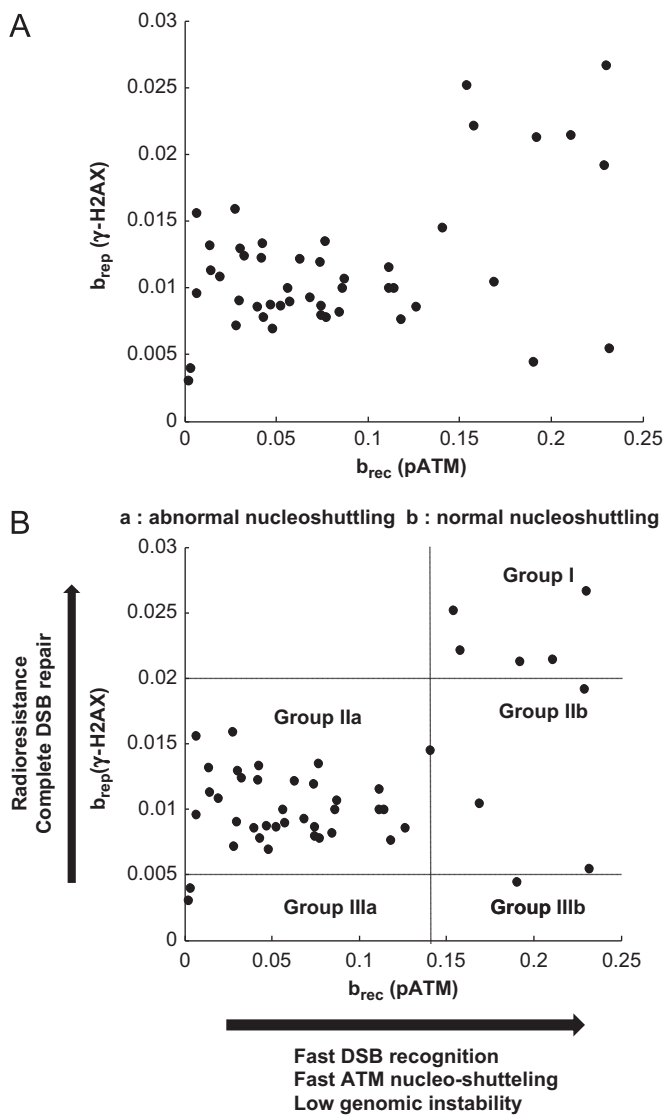 A
0.03
0.025
0.02
0.015
0.01
0.005
0
b_rep (γ-H2AX)
0 0.05 0.1 0.15 0.2 0.25
b_rec (pATM)
B
a : abnormal nucleoshuttling b : normal nucleoshuttling
0.03
0.025
0.02
0.015
0.01
0.005
0
Radioresistance
Complete DSB repair
b_rep(γ-H2AX)
Group I
Group IIa
Group IIb
Group IIIa
Group IIIb
0 0.05 0.1 0.15 0.2 0.25
b_rec (pATM)
Fast DSB recognition
Fast ATM nucleo-shutteling
Low genomic instability